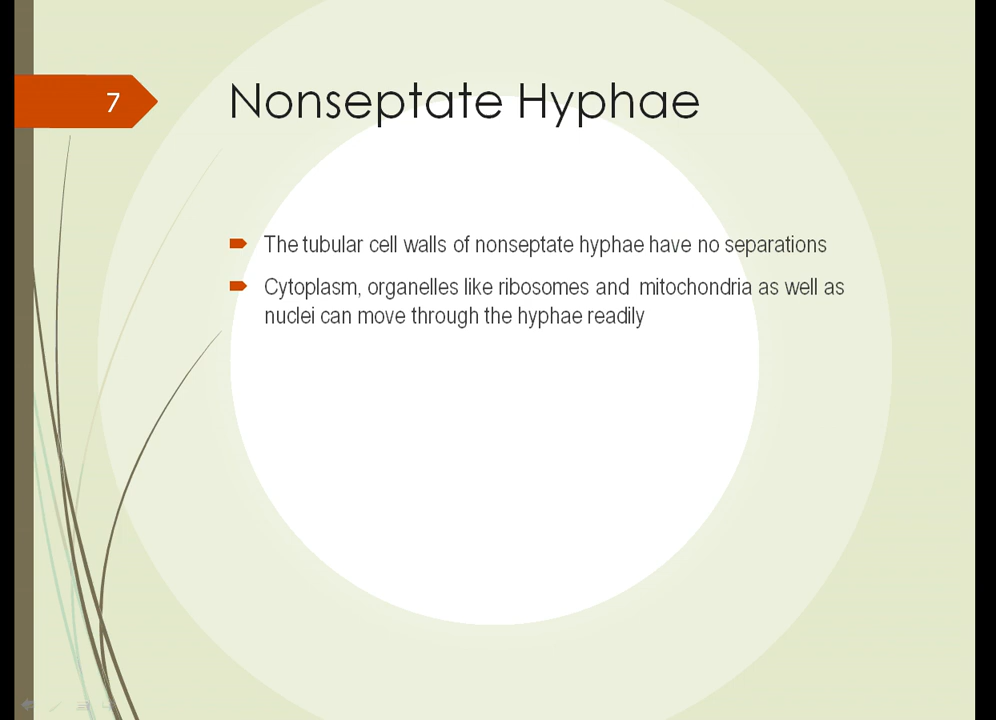 7
Nonseptate Hyphae
The tubular cell walls of nonseptate hyphae have no separations
Cytoplasm, organelles like ribosomes and mitochondria as well as
nuclei can move through the hyphae readily